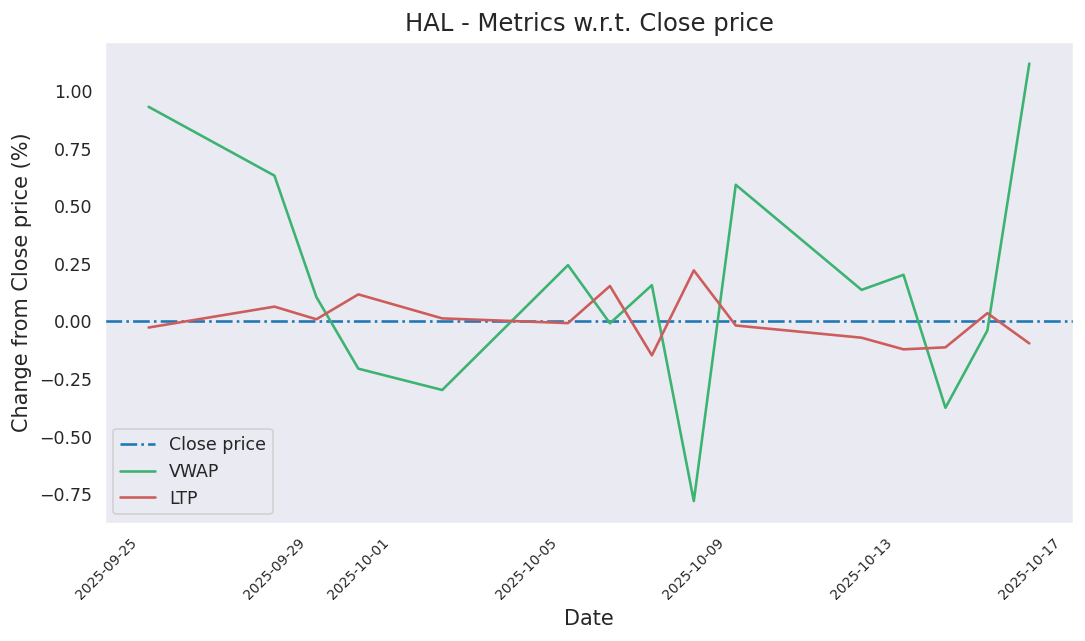 HAL - Metrics w.r.t. Close price
Change from Close price (%)
1.00
0.75
0.50
0.25
0.00
−0.25
−0.50
−0.75
Close price
VWAP
LTP
2025-09-25
2025-09-29
2025-10-01
2025-10-05
2025-10-09
2025-10-13
2025-10-17
Date